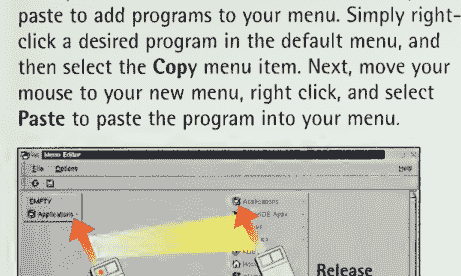 paste to add programs to your menu. Simply right-
click a desired program in the default menu, and
then select the Copy menu item. Next, move your
mouse to your new menu, right click, and select
Paste to paste the program into your menu.
Menu Editor
File Options Help
EMPTY
Applications
Applications
Release